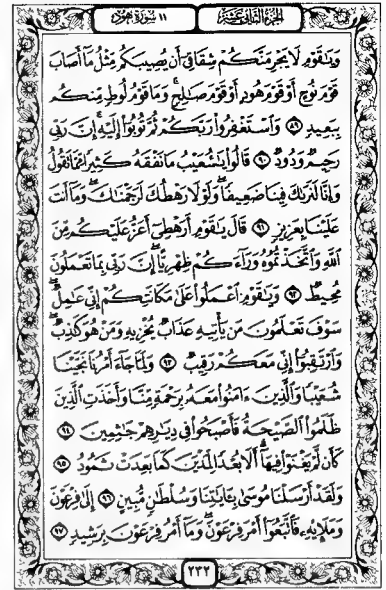 الجزء الثاني عشر
١١ سورة هود
وَيَٰقَوْمِ لَا يَجْرِمَنَّكُمْ شِقَاقِىٓ أَن يُصِيبَكُم مِّثْلُ مَآ أَصَابَ
قَوْمَ نُوحٍ أَوْ قَوْمَ هُودٍ أَوْ قَوْمَ صَٰلِحٍ ۚ وَمَا قَوْمُ لُوطٍ مِّنكُم
بِبَعِيدٍ ٨٩ وَٱسْتَغْفِرُوا۟ رَبَّكُمْ ثُمَّ تُوبُوٓا۟ إِلَيْهِ ۚ إِنَّ رَبِّى
رَحِيمٌ وَدُودٌ ٩٠ قَالُوا۟ يَٰشُعَيْبُ مَا نَفْقَهُ كَثِيرًا مِّمَّا تَقُولُ
وَإِنَّا لَنَرَىٰكَ فِينَا ضَعِيفًا ۖ وَلَوْلَا رَهْطُكَ لَرَجَمْنَٰكَ ۖ وَمَآ أَنتَ
عَلَيْنَا بِعَزِيزٍ ٩١ قَالَ يَٰقَوْمِ أَرَهْطِىٓ أَعَزُّ عَلَيْكُم مِّنَ
ٱللَّهِ وَٱتَّخَذْتُمُوهُ وَرَآءَكُمْ ظِهْرِيًّا ۖ إِنَّ رَبِّى بِمَا تَعْمَلُونَ
مُحِيطٌ ٩٢ وَيَٰقَوْمِ ٱعْمَلُوا۟ عَلَىٰ مَكَانَتِكُمْ إِنِّى عَٰمِلٌ ۖ
سَوْفَ تَعْلَمُونَ مَن يَأْتِيهِ عَذَابٌ يُخْزِيهِ وَمَنْ هُوَ كَٰذِبٌ ۖ
وَٱرْتَقِبُوٓا۟ إِنِّى مَعَكُمْ رَقِيبٌ ٩٣ وَلَمَّا جَآءَ أَمْرُنَا نَجَّيْنَا
شُعَيْبًا وَٱلَّذِينَ ءَامَنُوا۟ مَعَهُۥ بِرَحْمَةٍ مِّنَّا وَأَخَذَتِ ٱلَّذِينَ
ظَلَمُوا۟ ٱلصَّيْحَةُ فَأَصْبَحُوا۟ فِى دِيَٰرِهِمْ جَٰثِمِينَ ٩٤
كَأَن لَّمْ يَغْنَوْا۟ فِيهَآ ۗ أَلَا بُعْدًا لِّمَدْيَنَ كَمَا بَعِدَتْ ثَمُودُ ٩٥
وَلَقَدْ أَرْسَلْنَا مُوسَىٰ بِـَٔايَٰتِنَا وَسُلْطَٰنٍ مُّبِينٍ ٩٦ إِلَىٰ فِرْعَوْنَ
وَمَلَإِي۟هِۦ فَٱتَّبَعُوٓا۟ أَمْرَ فِرْعَوْنَ ۖ وَمَآ أَمْرُ فِرْعَوْنَ بِرَشِيدٍ ٩٧
٢٣٢